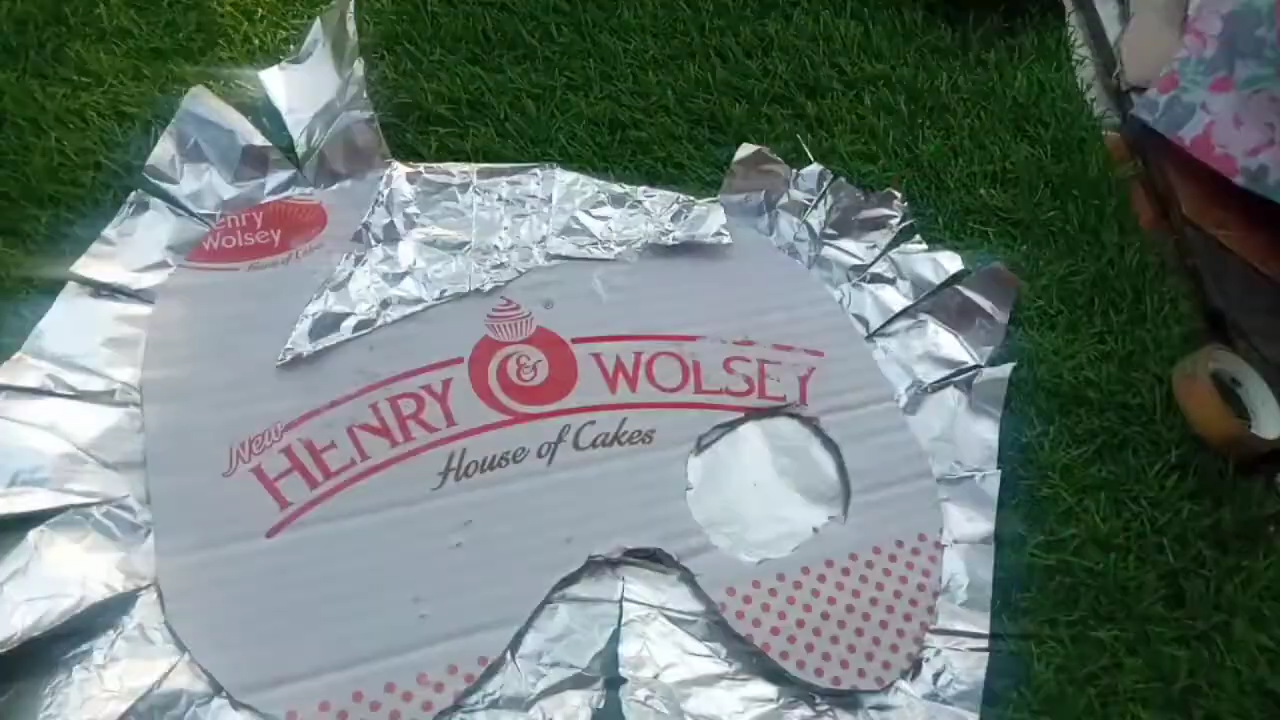 enry
Wolsey
House of Cakes
New
HENRY & WOLSEY
®
House of Cakes